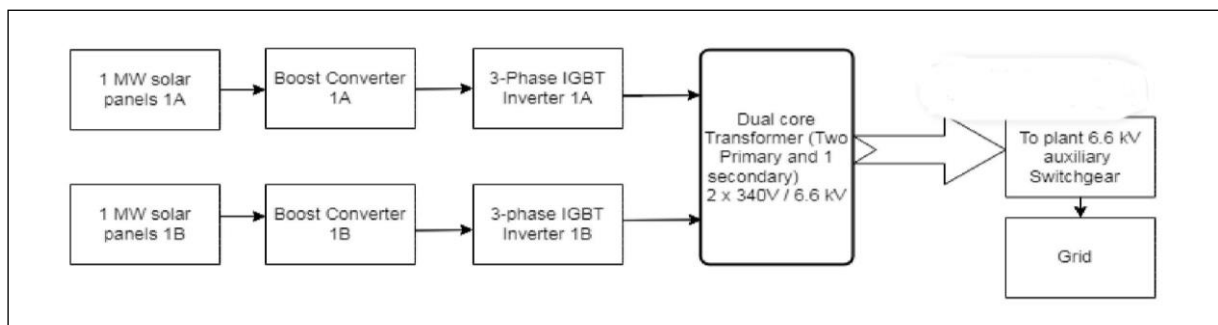 1 MW solar
panels 1A
Boost Converter
1A
3-Phase IGBT
Inverter 1A
1 MW solar
panels 1B
Boost Converter
1B
3-phase IGBT
Inverter 1B
Dual core
Transformer (Two
Primary and 1
secondary)
2 x 340V / 6.6 kV
To plant 6.6 kV
auxiliary
Switchgear
Grid